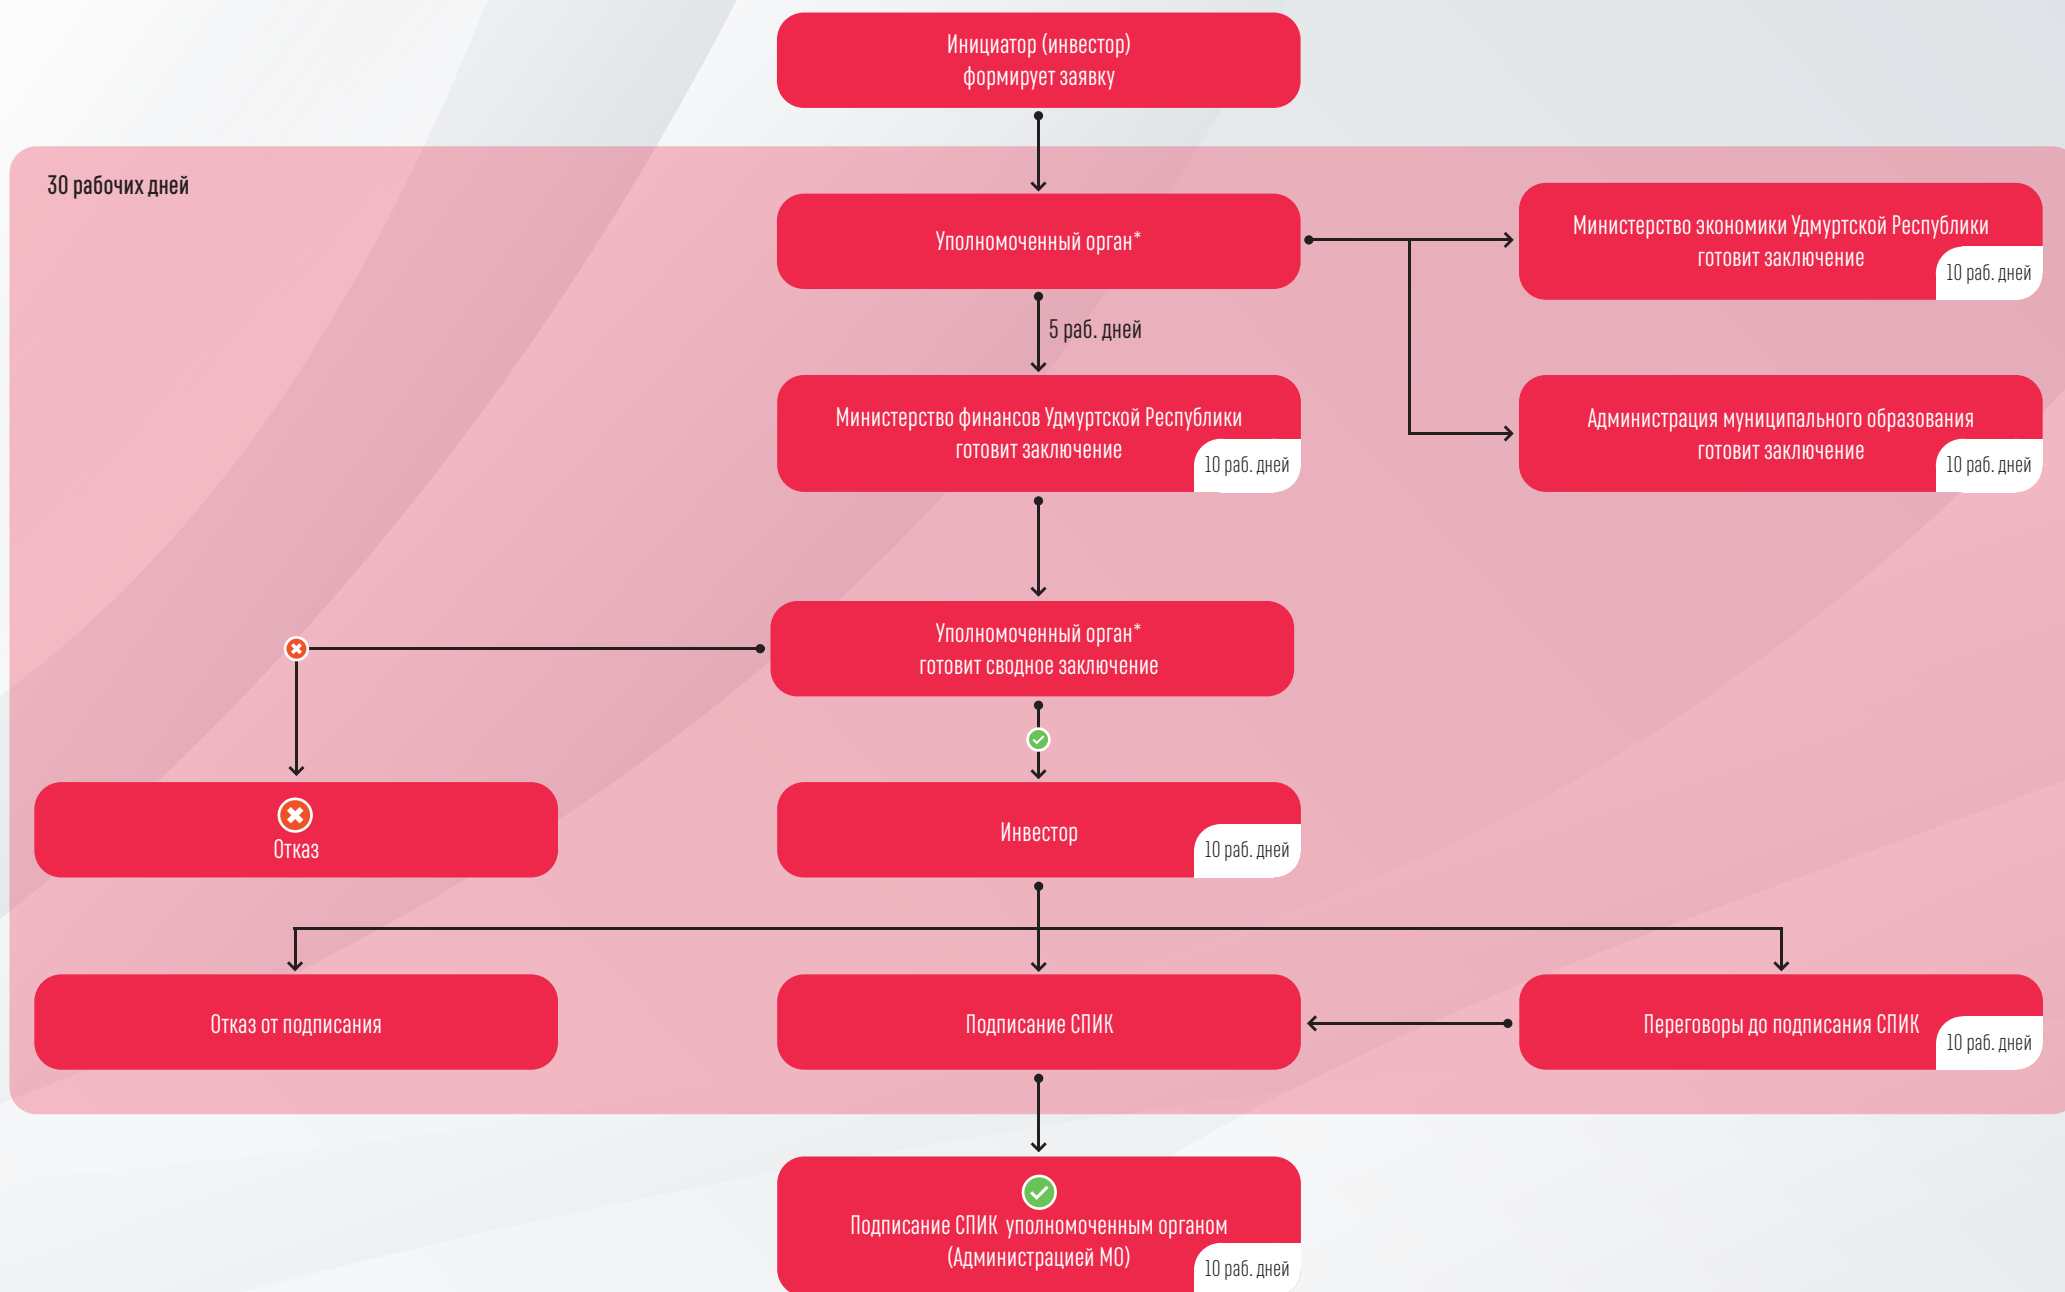 Инициатор (инвестор)
формирует заявку
30 рабочих дней
Уполномоченный орган*
Министерство экономики Удмуртской Республики
готовит заключение
10 раб. дней
5 раб. дней
Министерство финансов Удмуртской Республики
готовит заключение
10 раб. дней
Администрация муниципального образования
готовит заключение
10 раб. дней
Уполномоченный орган*
готовит сводное заключение
Отказ
Инвестор
10 раб. дней
Отказ от подписания
Подписание СПИК
Переговоры до подписания СПИК
10 раб. дней
Подписание СПИК уполномоченным органом
(Администрацией МО)
10 раб. дней